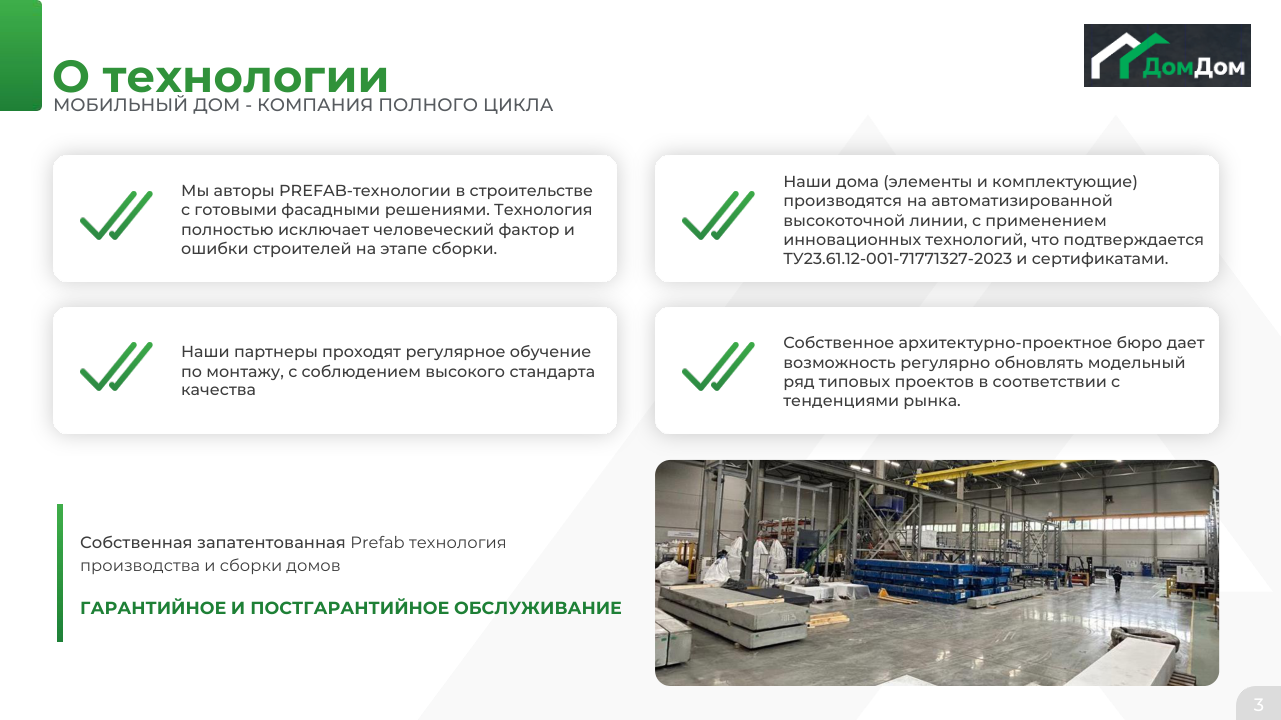 О технологии
МОБИЛЬНЫЙ ДОМ - КОМПАНИЯ ПОЛНОГО ЦИКЛА
ДомДом
Мы авторы PREFAB-технологии в строительстве
с готовыми фасадными решениями. Технология
полностью исключает человеческий фактор и
ошибки строителей на этапе сборки.
Наши дома (элементы и комплектующие)
производятся на автоматизированной
высокоточной линии, с применением
инновационных технологий, что подтверждается
ТУ23.61.12-001-71771327-2023 и сертификатами.
Наши партнеры проходят регулярное обучение
по монтажу, с соблюдением высокого стандарта
качества
Собственное архитектурно-проектное бюро дает
возможность регулярно обновлять модельный
ряд типовых проектов в соответствии с
тенденциями рынка.
Собственная запатентованная Prefab технология
производства и сборки домов
ГАРАНТИЙНОЕ И ПОСТГАРАНТИЙНОЕ ОБСЛУЖИВАНИЕ
3